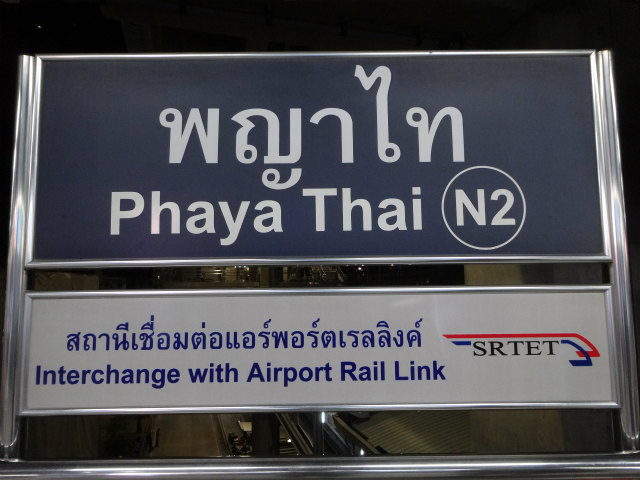 พญาไท
Phaya Thai N2
สถานีเชื่อมต่อแอร์พอร์ตเรลลิงค์
Interchange with Airport Rail Link
SRTET